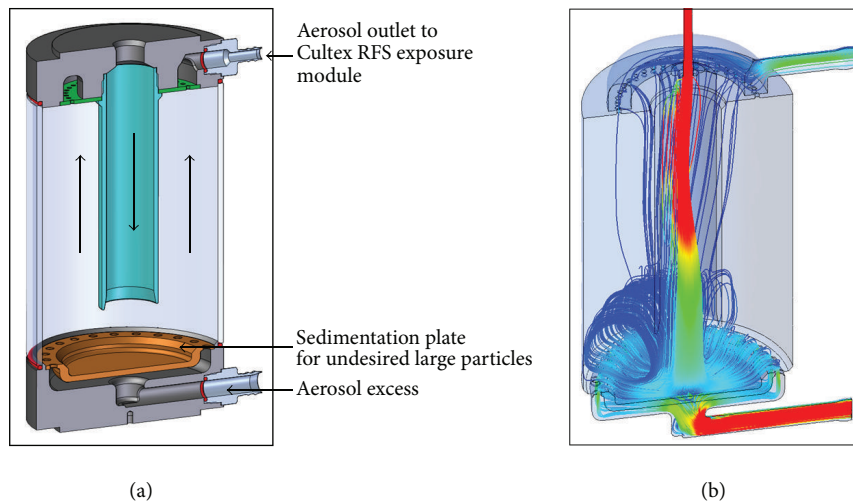 Aerosol outlet to
Cultex RFS exposure
module
Sedimentation plate
for undesired large particles
Aerosol excess
(a)
(b)